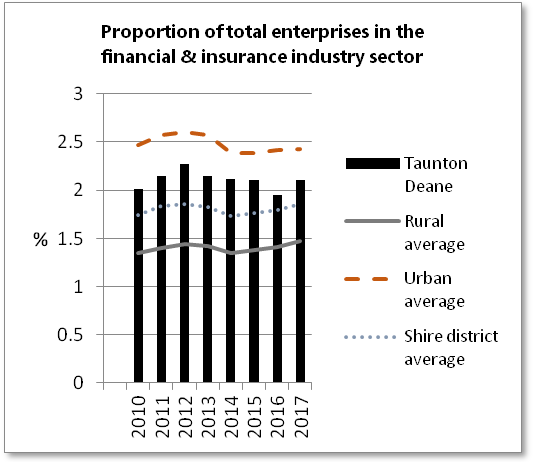 Proportion of total enterprises in the
financial & insurance industry sector
3
2.5
2
1.5
1
0.5
0
%
2010
2011
2012
2013
2014
2015
2016
2017
Taunton
Deane
Rural
average
Urban
average
Shire district
average